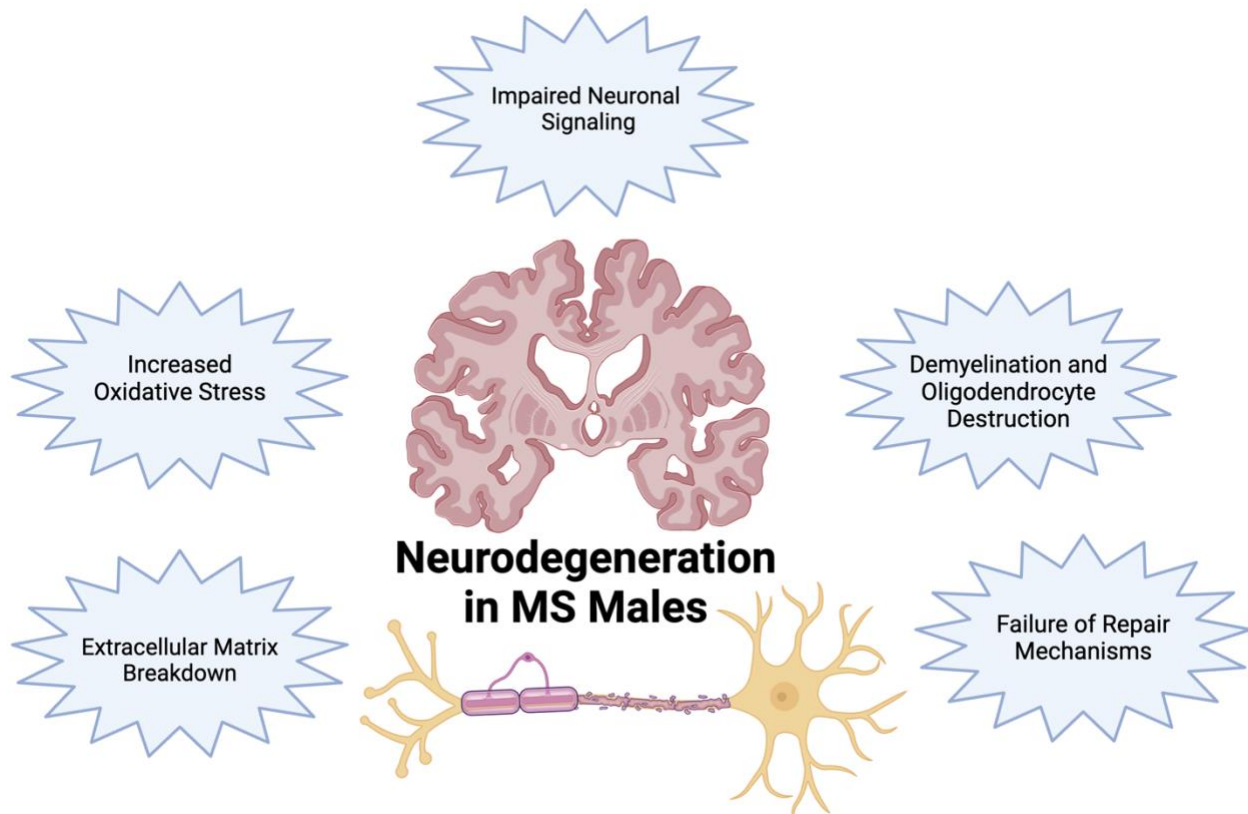 Impaired Neuronal
Signaling
Increased
Oxidative Stress
Demyelination and
Oligodendrocyte
Destruction
Neurodegeneration
in MS Males
Extracellular Matrix
Breakdown
Failure of Repair
Mechanisms